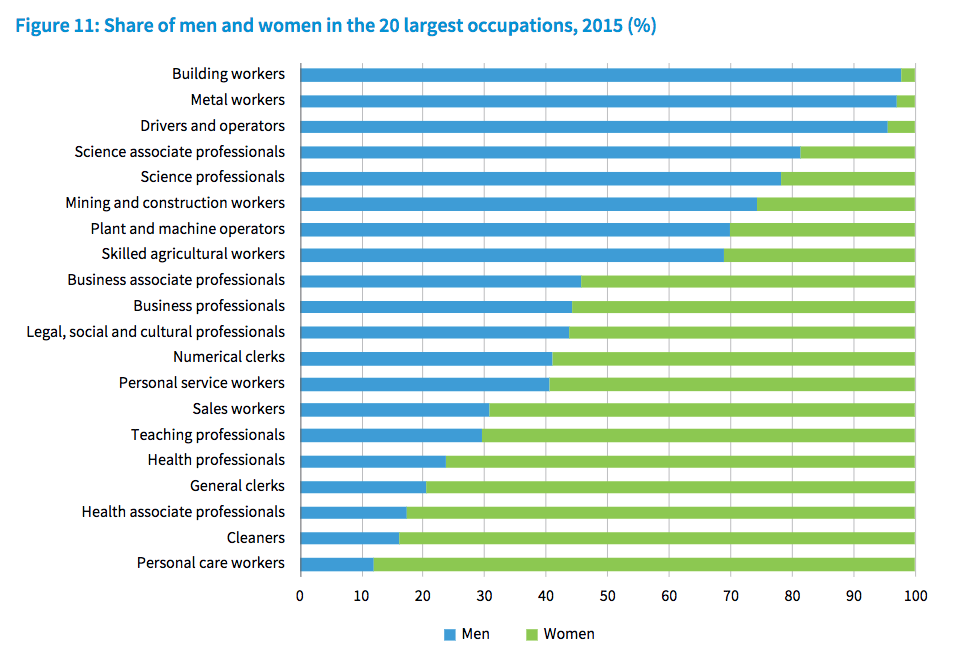 Figure 11: Share of men and women in the 20 largest occupations, 2015 (%)
Building workers
Metal workers
Drivers and operators
Science associate professionals
Science professionals
Mining and construction workers
Plant and machine operators
Skilled agricultural workers
Business associate professionals
Business professionals
Legal, social and cultural professionals
Numerical clerks
Personal service workers
Sales workers
Teaching professionals
Health professionals
General clerks
Health associate professionals
Cleaners
Personal care workers
0 10 20 30 40 50 60 70 80 90 100
Men Women